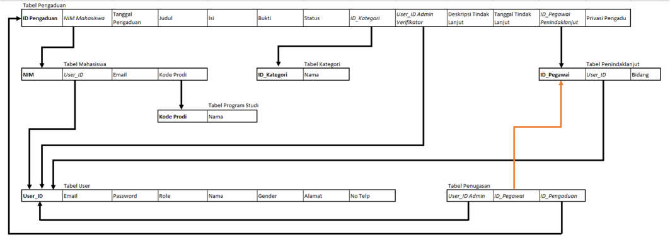 Tabel Pengaduan
ID Pengaduan NIM Mahasiswa Tanggal Pengaduan Judul Isi Bukti Status ID_Kategori User_ID Admin Verifikator Deskripsi Tindak Lanjut Tanggal Tindak Lanjut ID_Pegawai Penindaklanjut Privasi Pengadu
Tabel Mahasiswa Tabel Kategori Tabel Penindaklanjut
NIM User_ID Email Kode Prodi ID_Kategori Nama ID_Pegawai User_ID Bidang
Tabel Program Studi
Kode Prodi Nama
Tabel User Tabel Penugasan
User_ID Email Password Role Nama Gender Alamat No.Telp User_ID Admin ID_Pegawai ID_Pengaduan